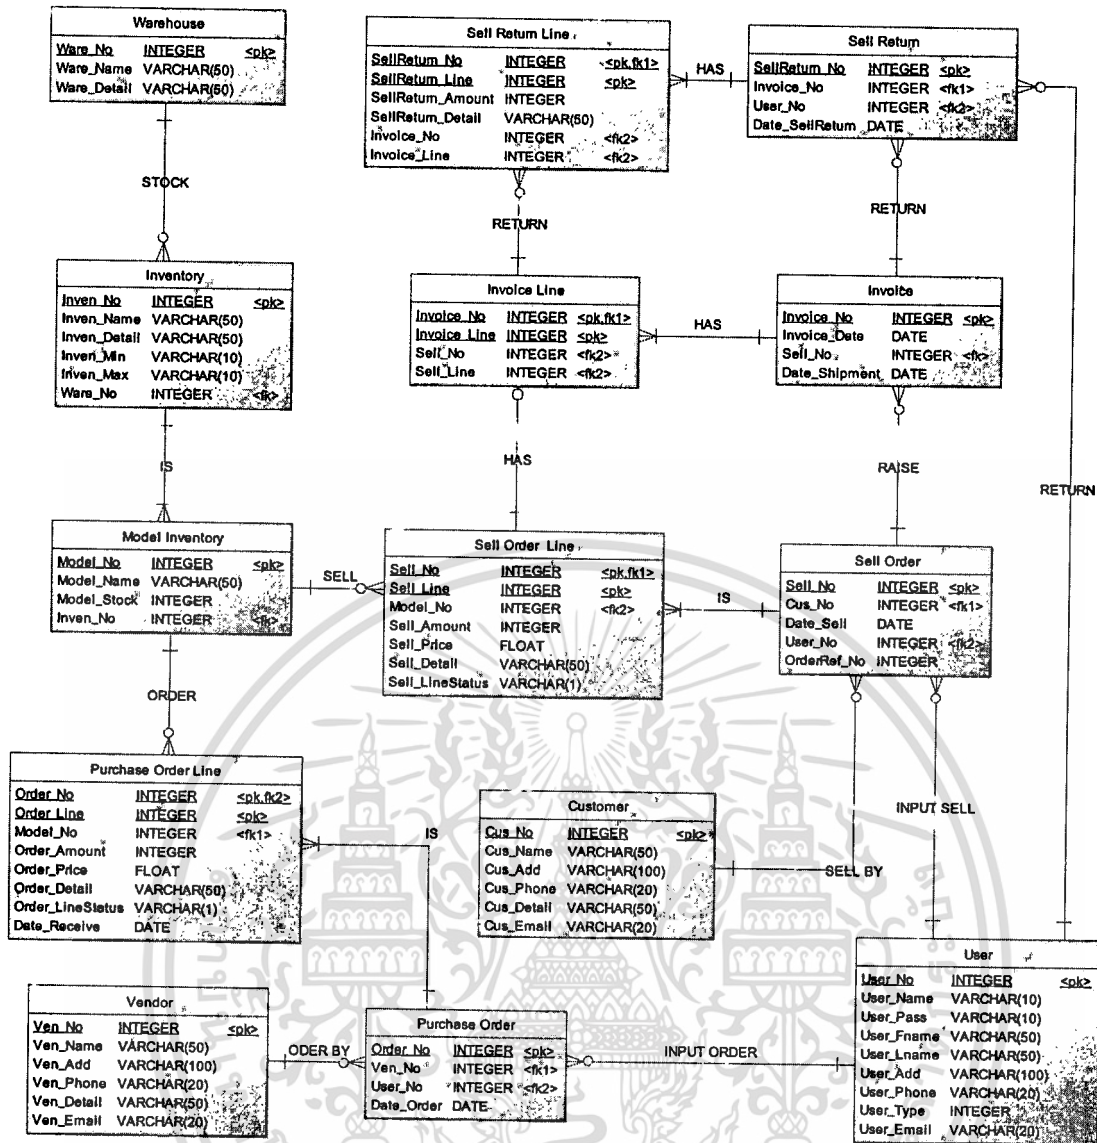 Warehouse
Ware_No INTEGER <pk>
Ware_Name VARCHAR(50)
Ware_Detail VARCHAR(50)
STOCK
Sell Return Line
SellReturn_No INTEGER <pk,fk1>
SellReturn_Line INTEGER <pk>
SellReturn_Amount INTEGER
SellReturn_Detail VARCHAR(50)
Invoice_No INTEGER <fk2>
Invoice_Line INTEGER <fk2>
HAS
Sell Return
SellReturn_No INTEGER <pk>
Invoice_No INTEGER <fk1>
User_No INTEGER <fk2>
Date_SellReturn DATE
RETURN
RETURN
Inventory
Inven_No INTEGER <pk>
Inven_Name VARCHAR(50)
Inven_Detail VARCHAR(50)
Inven_Min VARCHAR(10)
Inven_Max VARCHAR(10)
Ware_No INTEGER <fk>
IS
Invoice Line
Invoice_No INTEGER <pk,fk1>
Invoice_Line INTEGER <pk>
Sell_No INTEGER <fk2>
Sell_Line INTEGER <fk2>
HAS
Invoice
Invoice_No INTEGER <pk>
Invoice_Date DATE
Sell_No INTEGER <fk>
Date_Shipment DATE
HAS
RAISE
RETURN
Model Inventory
Model_No INTEGER <pk>
Model_Name VARCHAR(50)
Model_Stock INTEGER
Inven_No INTEGER <fk>
SELL
Sell Order Line
Sell_No INTEGER <pk,fk1>
Sell_Line INTEGER <pk>
Model_No INTEGER <fk2>
Sell_Amount INTEGER
Sell_Price FLOAT
Sell_Detail VARCHAR(50)
Sell_LineStatus VARCHAR(1)
IS
Sell Order
Sell_No INTEGER <pk>
Cus_No INTEGER <fk1>
Date_Sell DATE
User_No INTEGER <fk2>
OrderRef_No INTEGER
ORDER
Purchase Order Line
Order_No INTEGER <pk,fk2>
Order_Line INTEGER <pk>
Model_No INTEGER <fk1>
Order_Amount INTEGER
Order_Price FLOAT
Order_Detail VARCHAR(50)
Order_LineStatus VARCHAR(1)
Date_Receive DATE
IS
Customer
Cus_No INTEGER <pk>
Cus_Name VARCHAR(50)
Cus_Add VARCHAR(100)
Cus_Phone VARCHAR(20)
Cus_Detail VARCHAR(50)
Cus_Email VARCHAR(20)
SELL BY
INPUT SELL
Vendor
Ven_No INTEGER <pk>
Ven_Name VARCHAR(50)
Ven_Add VARCHAR(100)
Ven_Phone VARCHAR(20)
Ven_Detail VARCHAR(50)
Ven_Email VARCHAR(20)
ODER BY
Purchase Order
Order_No INTEGER <pk>
Ven_No INTEGER <fk1>
User_No INTEGER <fk2>
Date_Order DATE
INPUT ORDER
User
User_No INTEGER <pk>
User_Name VARCHAR(10)
User_Pass VARCHAR(10)
User_Fname VARCHAR(50)
User_Lname VARCHAR(50)
User_Add VARCHAR(100)
User_Phone VARCHAR(20)
User_Type INTEGER
User_Email VARCHAR(20)